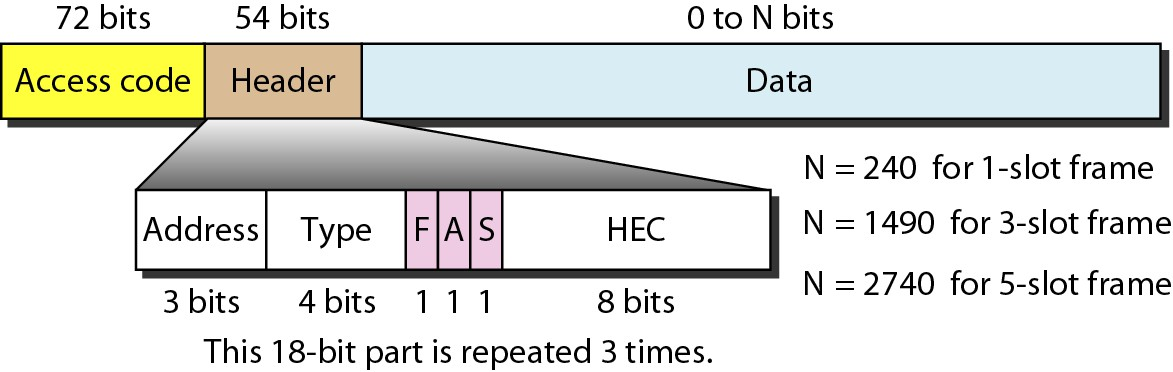 72 bits 54 bits 0 to N bits
Access code Header Data
N = 240 for 1-slot frame
Address Type F A S HEC
N = 1490 for 3-slot frame
N = 2740 for 5-slot frame
3 bits 4 bits 1 1 1 8 bits
This 18-bit part is repeated 3 times.